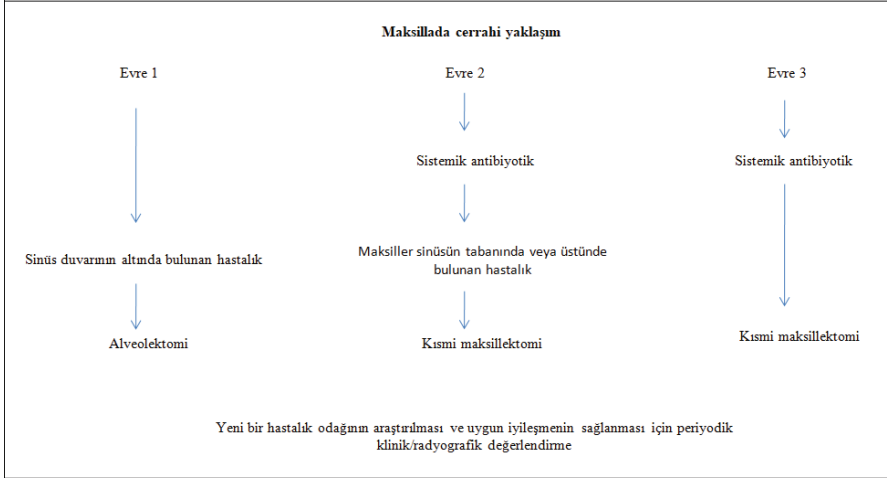 Maksillada cerrahi yaklaşım
Evre 1
Evre 2
Evre 3
Sistemik antibiyotik
Sistemik antibiyotik
Sinüs duvarının altında bulunan hastalık
Maksiller sinüsün tabanında veya üstünde
bulunan hastalık
Alveolektomi
Kısmi maksillektomi
Kısmi maksillektomi
Yeni bir hastalık odağının araştırılması ve uygun iyileşmenin sağlanması için periyodik
klinik/radyografik değerlendirme